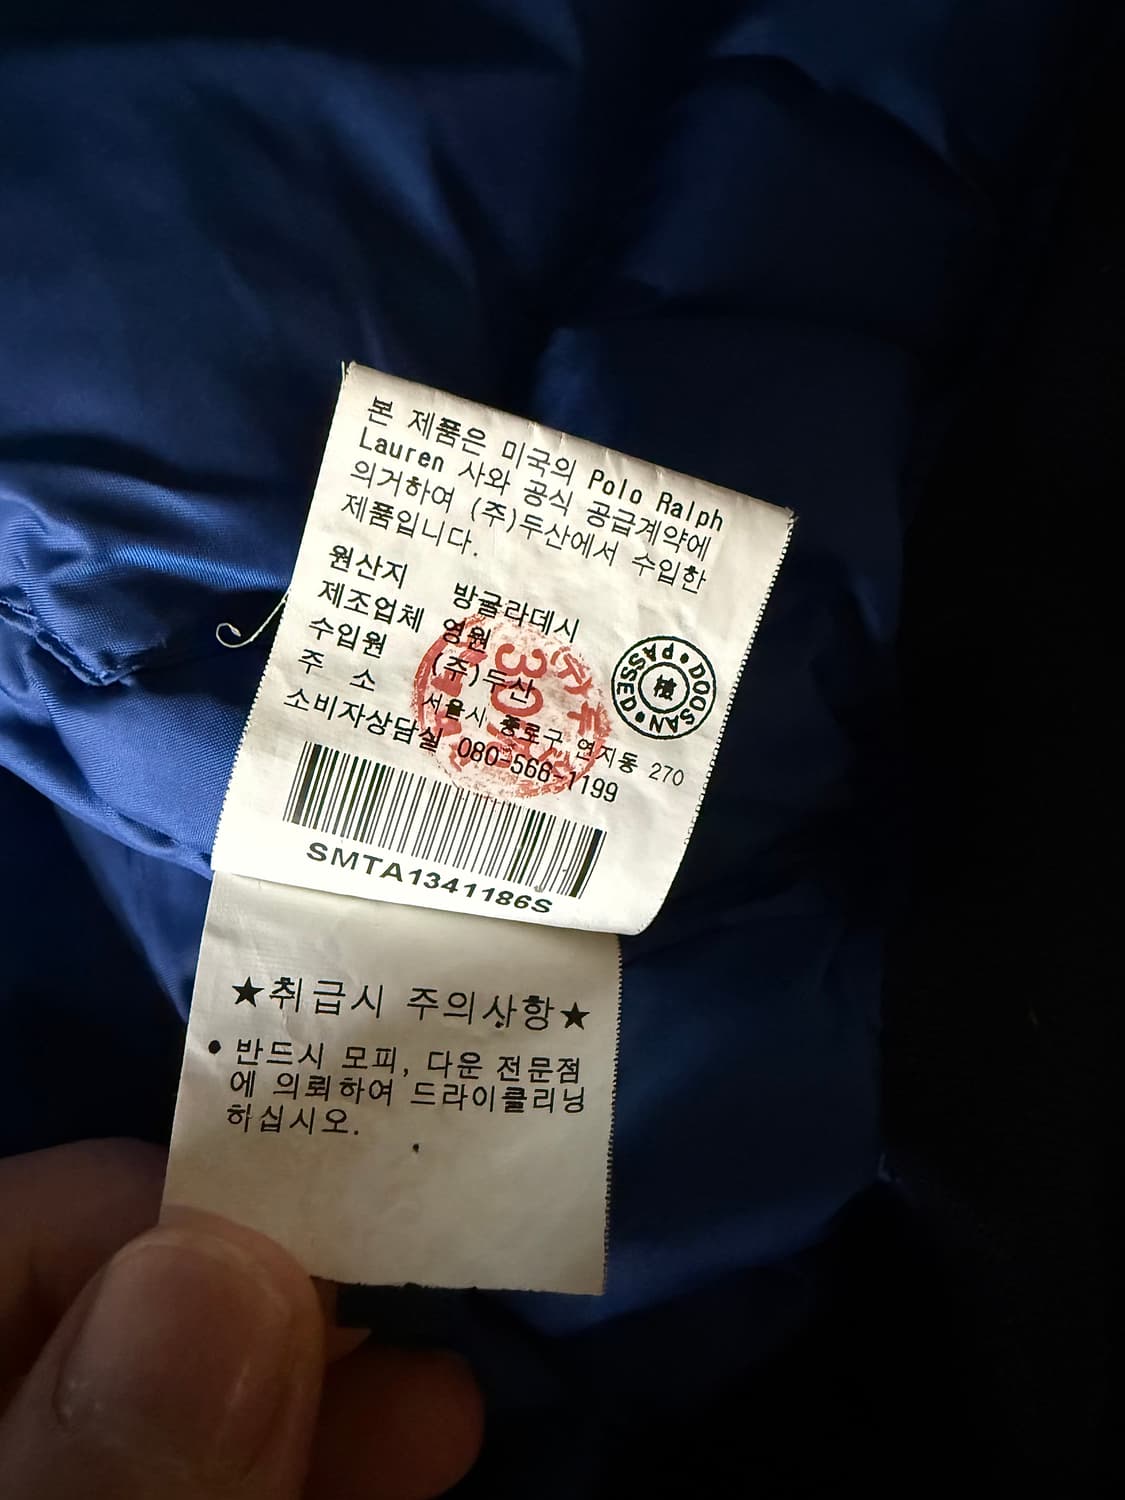 본 제품은 미국의 Polo Ralph
Lauren 사와 공식 공급계약에
의거하여 (주)두산에서 수입한
제품입니다.
원산지 방글라데시
제조업체 영원
수입원 (주)두산
주 소 서울시 종로구 연지동 270
소비자상담실 080-568-1199
DOOSAN • PASSED •
檢
30
SMTA1341186S
★취급시 주의사항★
• 반드시 모피, 다운 전문점
에 의뢰하여 드라이클리닝
하십시오.